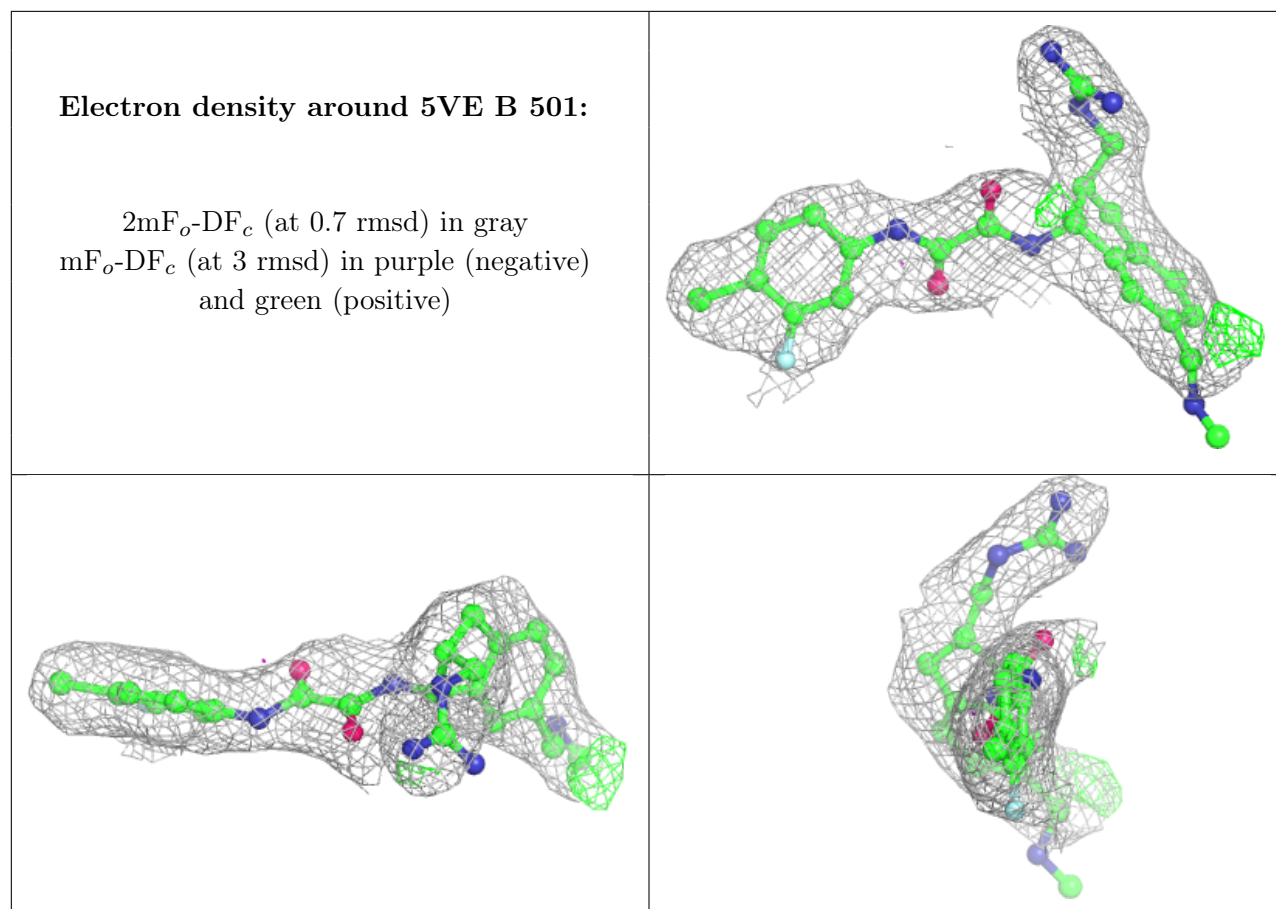 Electron density around 5VE B 501:
2mFo-DFc (at 0.7 rmsd) in gray
mFo-DFc (at 3 rmsd) in purple (negative)
and green (positive)